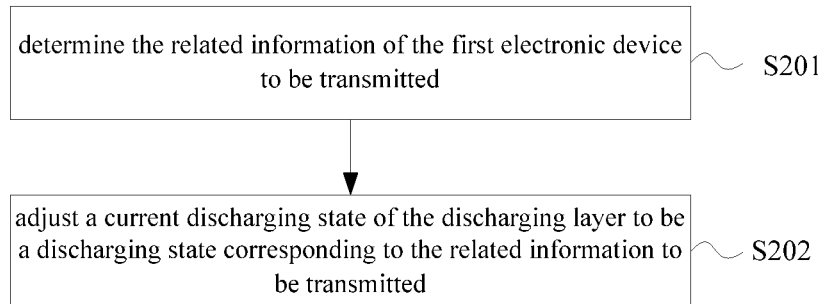 determine the related information of the first electronic device
to be transmitted
S201
adjust a current discharging state of the discharging layer to be
a discharging state corresponding to the related information to
be transmitted
S202